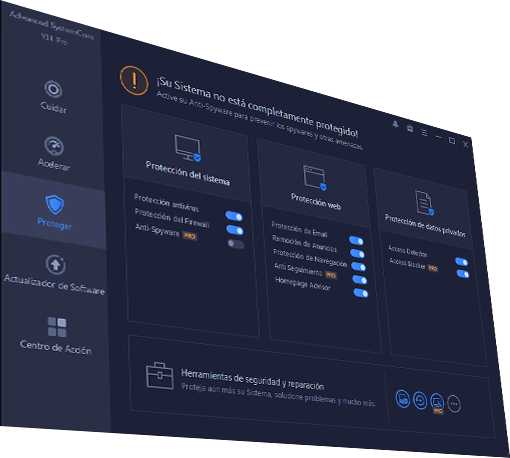 Advanced SystemCare
V14 Pro
Cuidar
Acelerar
Proteger
Actualizador de Software
Centro de Acción
¡Su Sistema no está completamente protegido!
Active su Anti-Spyware para prevenir los spywares y otras amenazas.
Protección del sistema
Protección antivirus
Protección del Firewall
Anti-Spyware PRO
Protección web
Protección de Email
Remoción de Anuncios
Protección de Navegación
Anti Seguimiento PRO
Homepage Advisor
Protección de datos privados
Access Detector
Access Blocker PRO
Herramientas de seguridad y reparación
Proteja aún más su Sistema, solucione problemas y mucho más.
PRO